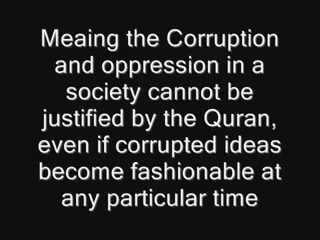 Meaing the Corruption
and oppression in a
society cannot be
justified by the Quran,
even if corrupted ideas
become fashionable at
any particular time